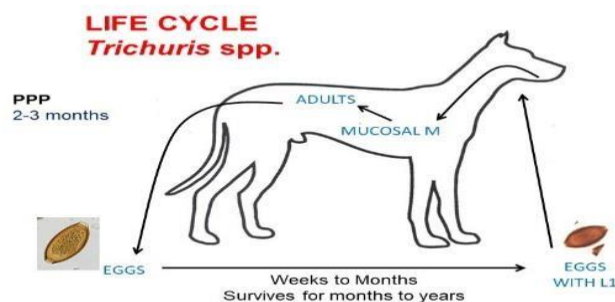 LIFE CYCLE
Trichuris spp.
PPP
2-3 months
ADULTS
MUCOSAL M
EGGS
Weeks to Months
Survives for months to years
EGGS
WITH L1